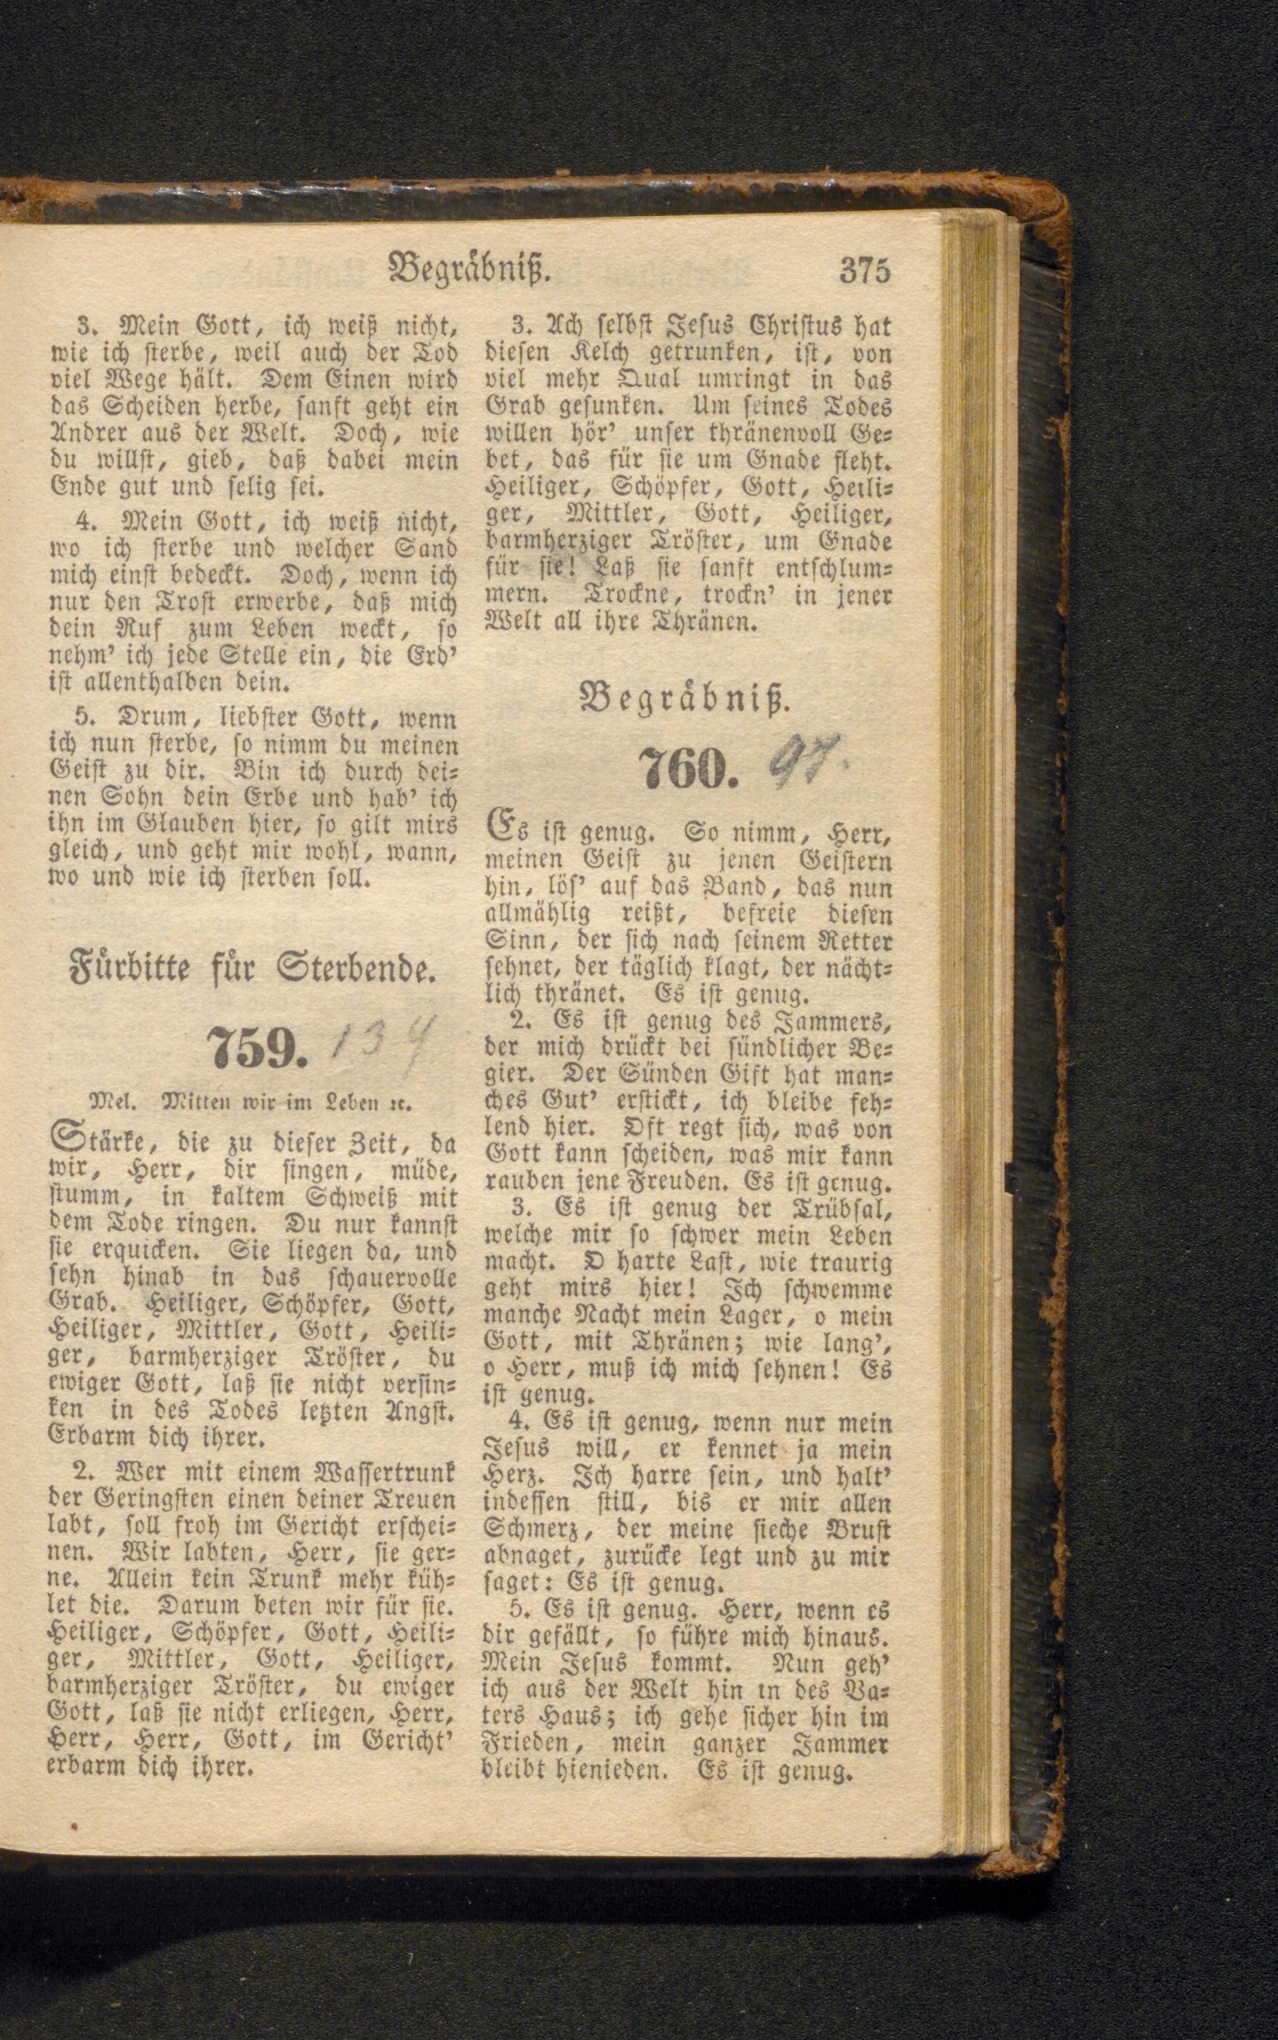 Begräbniß.
375
3. Mein Gott, ich weiß nicht,
wie ich sterbe, weil auch der Tod
viel Wege hält. Dem Einen wird
das Scheiden herbe, sanft geht ein
Andrer aus der Welt. Doch, wie
du willst, gieb, daß dabei mein
Ende gut und selig sei.
4. Mein Gott, ich weiß nicht,
wo ich sterbe und welcher Sand
mich einst bedeckt. Doch, wenn ich
nur den Trost erwerbe, daß mich
dein Ruf zum Leben weckt, so
nehm' ich jede Stelle ein, die Erd'
ist allenthalben dein.
5. Drum, liebster Gott, wenn
ich nun sterbe, so nimm du meinen
Geist zu dir. Bin ich durch dei-
nen Sohn dein Erbe und hab' ich
ihn im Glauben hier, so gilt mirs
gleich, und geht mir wohl, wann,
wo und wie ich sterben soll.
Fürbitte für Sterbende.
759. 134
Mel. Mitten wir im Leben ꝛc.
Stärke, die zu dieser Zeit, da
wir, Herr, dir singen, müde,
stumm, in kaltem Schweiß mit
dem Tode ringen. Du nur kannst
sie erquicken. Sie liegen da, und
sehn hinab in das schauervolle
Grab. Heiliger, Schöpfer, Gott,
Heiliger, Mittler, Gott, Heili-
ger, barmherziger Tröster, du
ewiger Gott, laß sie nicht versin-
ken in des Todes letzten Angst.
Erbarm dich ihrer.
2. Wer mit einem Wassertrunk
der Geringsten einen deiner Treuen
labt, soll froh im Gericht erschei-
nen. Wir labten, Herr, sie ger-
ne. Allein kein Trunk mehr küh-
let die. Darum beten wir für sie.
Heiliger, Schöpfer, Gott, Heili-
ger, Mittler, Gott, Heiliger,
barmherziger Tröster, du ewiger
Gott, laß sie nicht erliegen, Herr,
Herr, Herr, Gott, im Gericht'
erbarm dich ihrer.
3. Ach selbst Jesus Christus hat
diesen Kelch getrunken, ist, von
viel mehr Qual umringt in das
Grab gesunken. Um seines Todes
willen hör' unser thränenvoll Ge-
bet, das für sie um Gnade fleht.
Heiliger, Schöpfer, Gott, Heili-
ger, Mittler, Gott, Heiliger,
barmherziger Tröster, um Gnade
für sie! Laß sie sanft entschlum-
mern. Trockne, trockn' in jener
Welt all ihre Thränen.
Begräbniß.
760. 97.
Es ist genug. So nimm, Herr,
meinen Geist zu jenen Geistern
hin, lös' auf das Band, das nun
allmählig reißt, befreie diesen
Sinn, der sich nach seinem Retter
sehnet, der täglich klagt, der nächt-
lich thränet. Es ist genug.
2. Es ist genug des Jammers,
der mich drückt bei sündlicher Be-
gier. Der Sünden Gift hat man-
ches Gut' erstickt, ich bleibe feh-
lend hier. Oft regt sich, was von
Gott kann scheiden, was mir kann
rauben jene Freuden. Es ist genug.
3. Es ist genug der Trübsal,
welche mir so schwer mein Leben
macht. O harte Last, wie traurig
geht mirs hier! Ich schwemme
manche Nacht mein Lager, o mein
Gott, mit Thränen; wie lang',
o Herr, muß ich mich sehnen! Es
ist genug.
4. Es ist genug, wenn nur mein
Jesus will, er kennet ja mein
Herz. Ich harre sein, und halt'
indessen still, bis er mir allen
Schmerz, der meine sieche Brust
abnaget, zurücke legt und zu mir
saget: Es ist genug.
5. Es ist genug. Herr, wenn es
dir gefällt, so führe mich hinaus.
Mein Jesus kommt. Nun geh'
ich aus der Welt hin in des Va-
ters Haus; ich gehe sicher hin im
Frieden, mein ganzer Jammer
bleibt hienieden. Es ist genug.